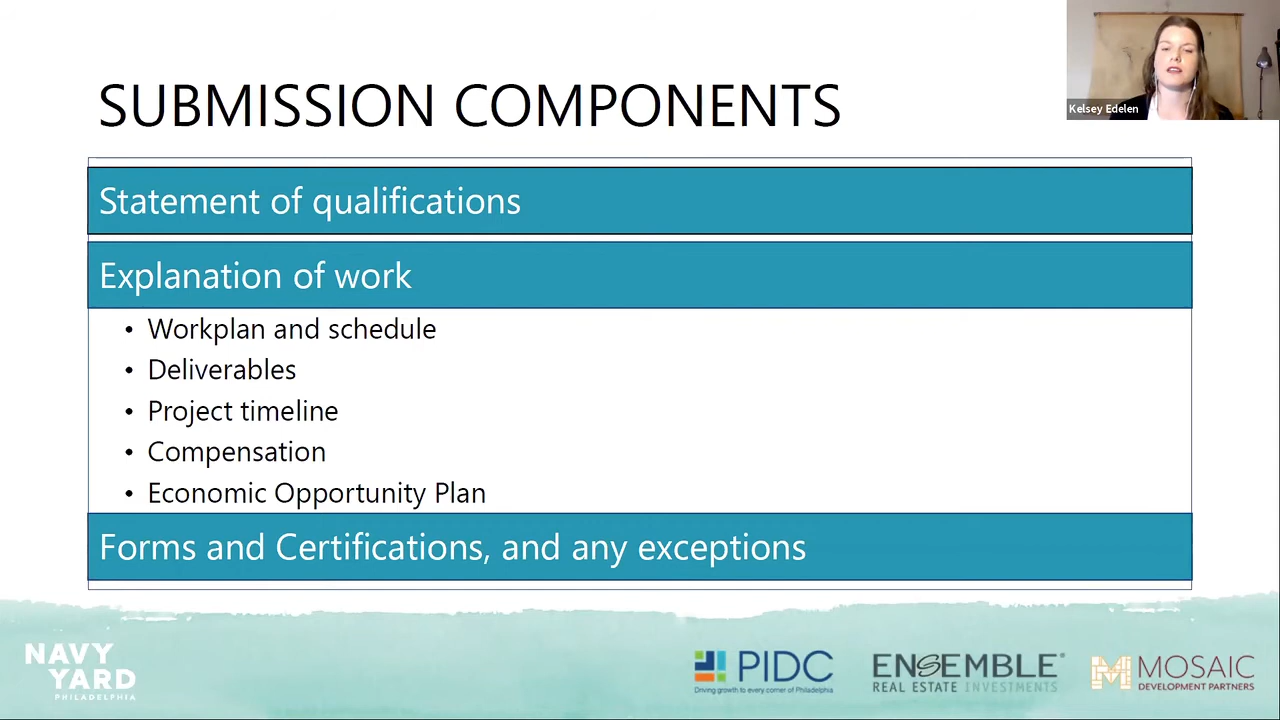 SUBMISSION COMPONENTS
Kelsey Edelen
Statement of qualifications
Explanation of work
• Workplan and schedule
• Deliverables
• Project timeline
• Compensation
• Economic Opportunity Plan
Forms and Certifications, and any exceptions
NAVY
YARD
PHILADELPHIA
PIDC
Driving growth to every corner of Philadelphia
ENSEMBLE®
REAL ESTATE INVESTMENTS
MOSAIC
DEVELOPMENT PARTNERS